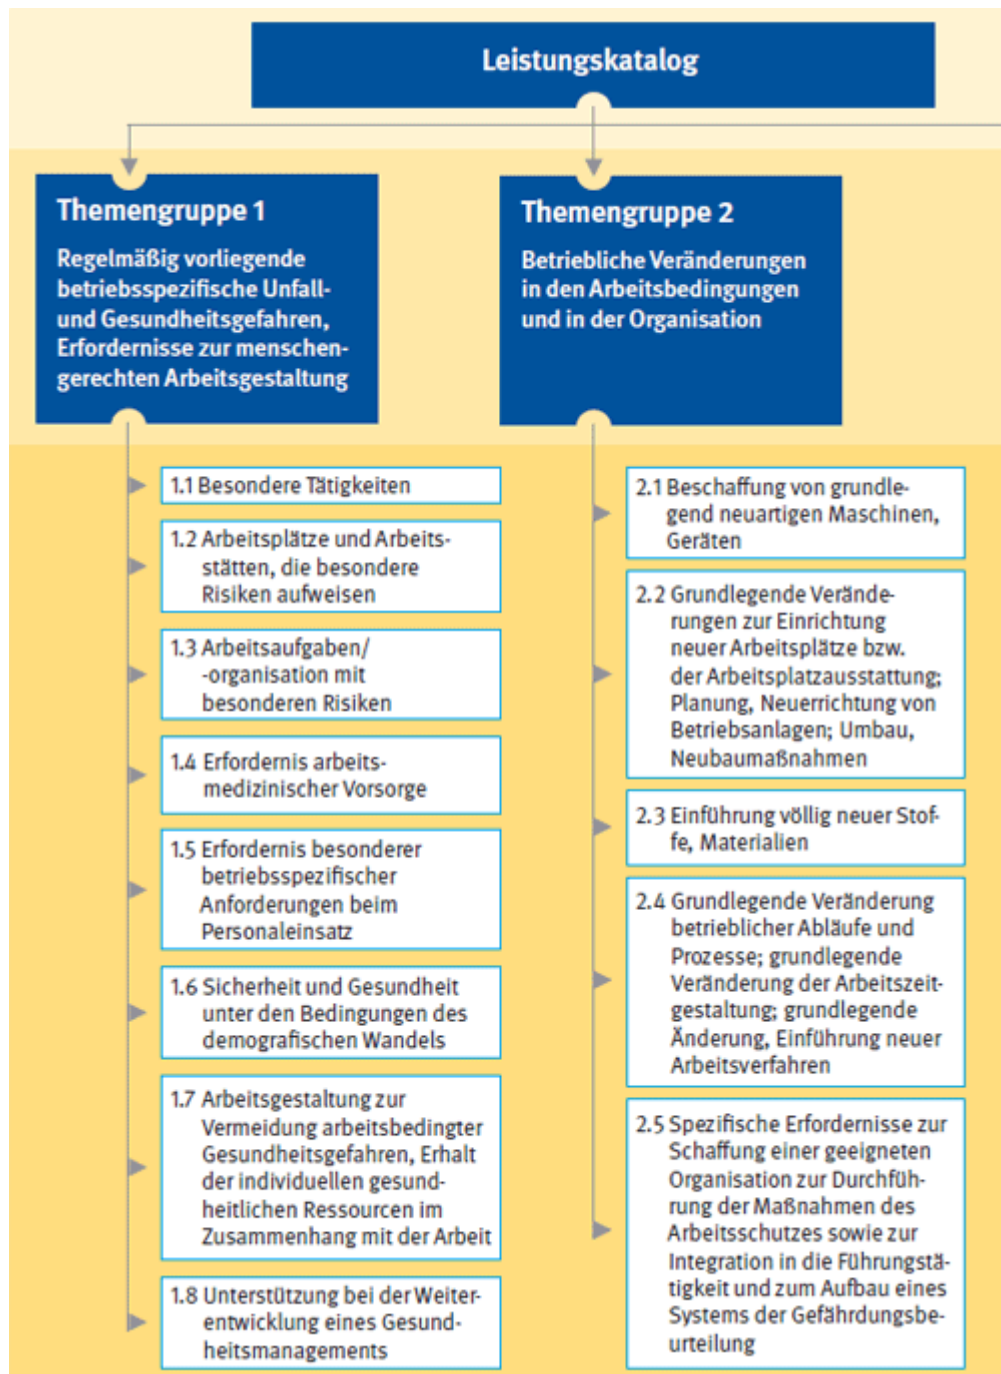 Leistungskatalog
Themengruppe 1
Regelmäßig vorliegende
betriebsspezifische Unfall-
und Gesundheitsgefahren,
Erfordernisse zur menschen-
gerechten Arbeitsgestaltung
1.1 Besondere Tätigkeiten
1.2 Arbeitsplätze und Arbeits-
stätten, die besondere
Risiken aufweisen
1.3 Arbeitsaufgaben/
-organisation mit
besonderen Risiken
1.4 Erfordernis arbeits-
medizinischer Vorsorge
1.5 Erfordernis besonderer
betriebsspezifischer
Anforderungen beim
Personaleinsatz
1.6 Sicherheit und Gesundheit
unter den Bedingungen des
demografischen Wandels
1.7 Arbeitsgestaltung zur
Vermeidung arbeitsbedingter
Gesundheitsgefahren, Erhalt
der individuellen gesund-
heitlichen Ressourcen im
Zusammenhang mit der Arbeit
1.8 Unterstützung bei der Weiter-
entwicklung eines Gesund-
heitsmanagements
Themengruppe 2
Betriebliche Veränderungen
in den Arbeitsbedingungen
und in der Organisation
2.1 Beschaffung von grundle-
gend neuartigen Maschinen,
Geräten
2.2 Grundlegende Verände-
rungen zur Einrichtung
neuer Arbeitsplätze bzw.
der Arbeitsplatzausstattung;
Planung, Neuerrichtung von
Betriebsanlagen; Umbau,
Neubaumaßnahmen
2.3 Einführung völlig neuer Stof-
fe, Materialien
2.4 Grundlegende Veränderung
betrieblicher Abläufe und
Prozesse; grundlegende
Veränderung der Arbeitszeit-
gestaltung; grundlegende
Änderung, Einführung neuer
Arbeitsverfahren
2.5 Spezifische Erfordernisse zur
Schaffung einer geeigneten
Organisation zur Durchfüh-
rung der Maßnahmen des
Arbeitsschutzes sowie zur
Integration in die Führungstä-
tigkeit und zum Aufbau eines
Systems der Gefährdungsbe-
urteilung